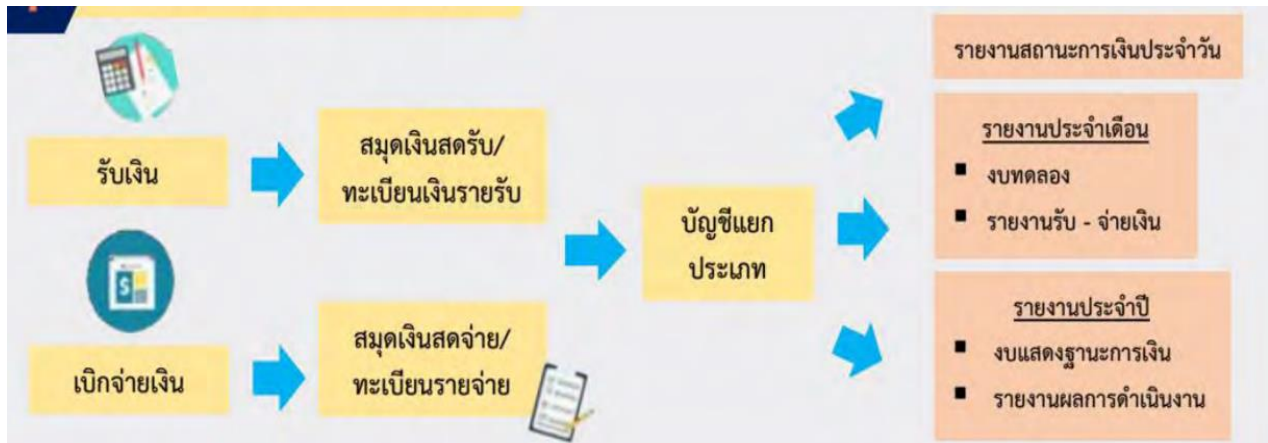 รับเงิน
สมุดเงินสดรับ/
ทะเบียนเงินรายรับ
เบิกจ่ายเงิน
สมุดเงินสดจ่าย/
ทะเบียนรายจ่าย
บัญชีแยก
ประเภท
รายงานสถานะการเงินประจำวัน
รายงานประจำเดือน
▪ งบทดลอง
▪ รายงานรับ - จ่ายเงิน
รายงานประจำปี
▪ งบแสดงฐานะการเงิน
▪ รายงานผลการดำเนินงาน